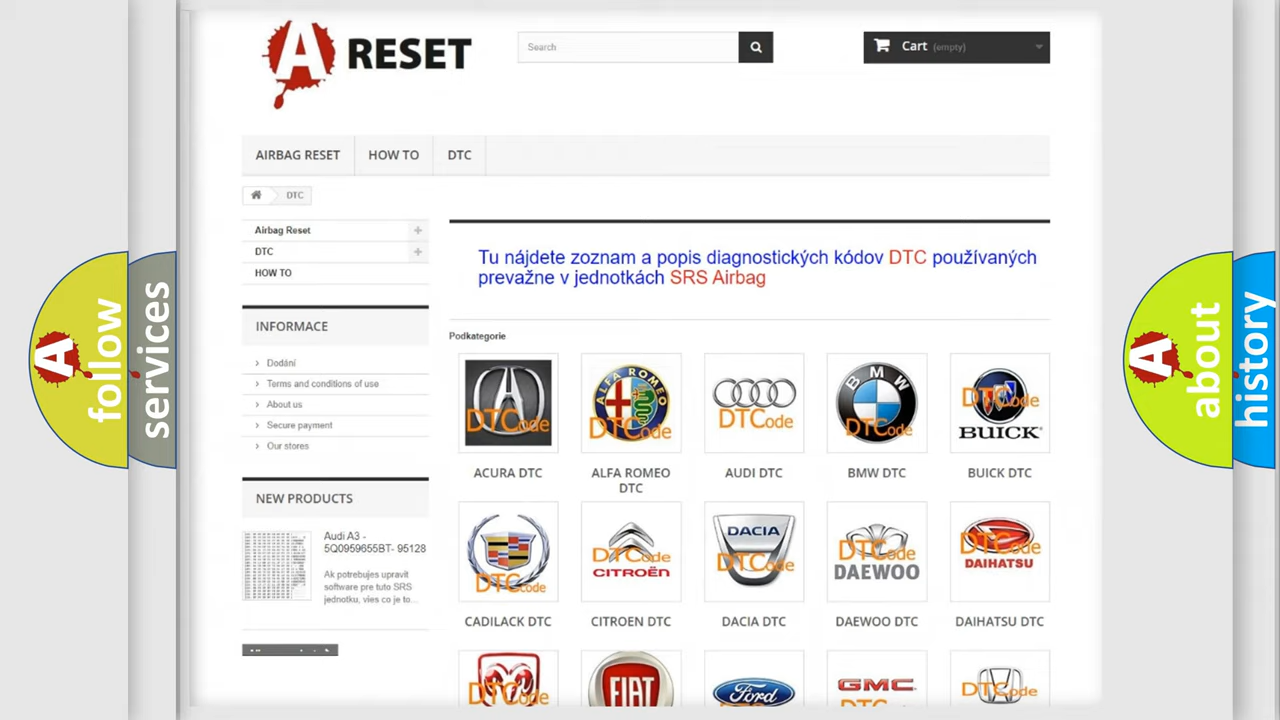 A RESET
Search
Cart (empty)
AIRBAG RESET
HOW TO
DTC
DTC
Airbag Reset
DTC
HOW TO
Tu nájdete zoznam a popis diagnostických kódov DTC používaných
prevažne v jednotkách SRS Airbag
INFORMACE
Dodání
Terms and conditions of use
About us
Secure payment
Our stores
NEW PRODUCTS
Audi A3 -
5Q0959655BT- 95128
Ak potrebujes upravit
software pre tuto SRS
jednotku, vies co je to...
Podkategorie
DTCode
ALFA ROMEO
DTCode
DTCode
BMW
DTCode
DTCode
BUICK
ACURA DTC
ALFA ROMEO
DTC
AUDI DTC
BMW DTC
BUICK DTC
DTCode
DTCode
CITROËN
DACIA
DTCode
DTCode
DAEWOO
DTCode
DAIHATSU
CADILACK DTC
CITROEN DTC
DACIA DTC
DAEWOO DTC
DAIHATSU DTC
DTCode
FIAT
Ford
GMC
DTCode
A follow
services
A about
history